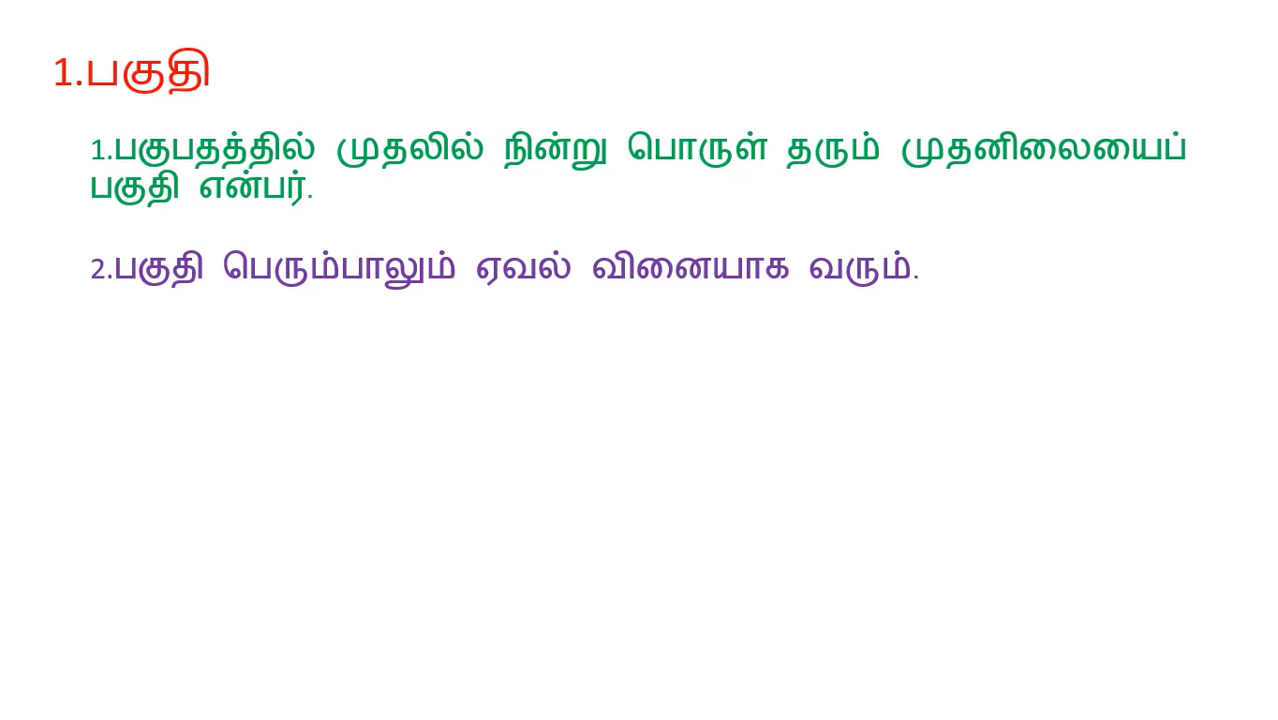 1.பகுதி
1.பகுபதத்தில் முதலில் நின்று பொருள் தரும் முதனிலையைப்
பகுதி என்பர்.
2.பகுதி பெரும்பாலும் ஏவல் வினையாக வரும்.